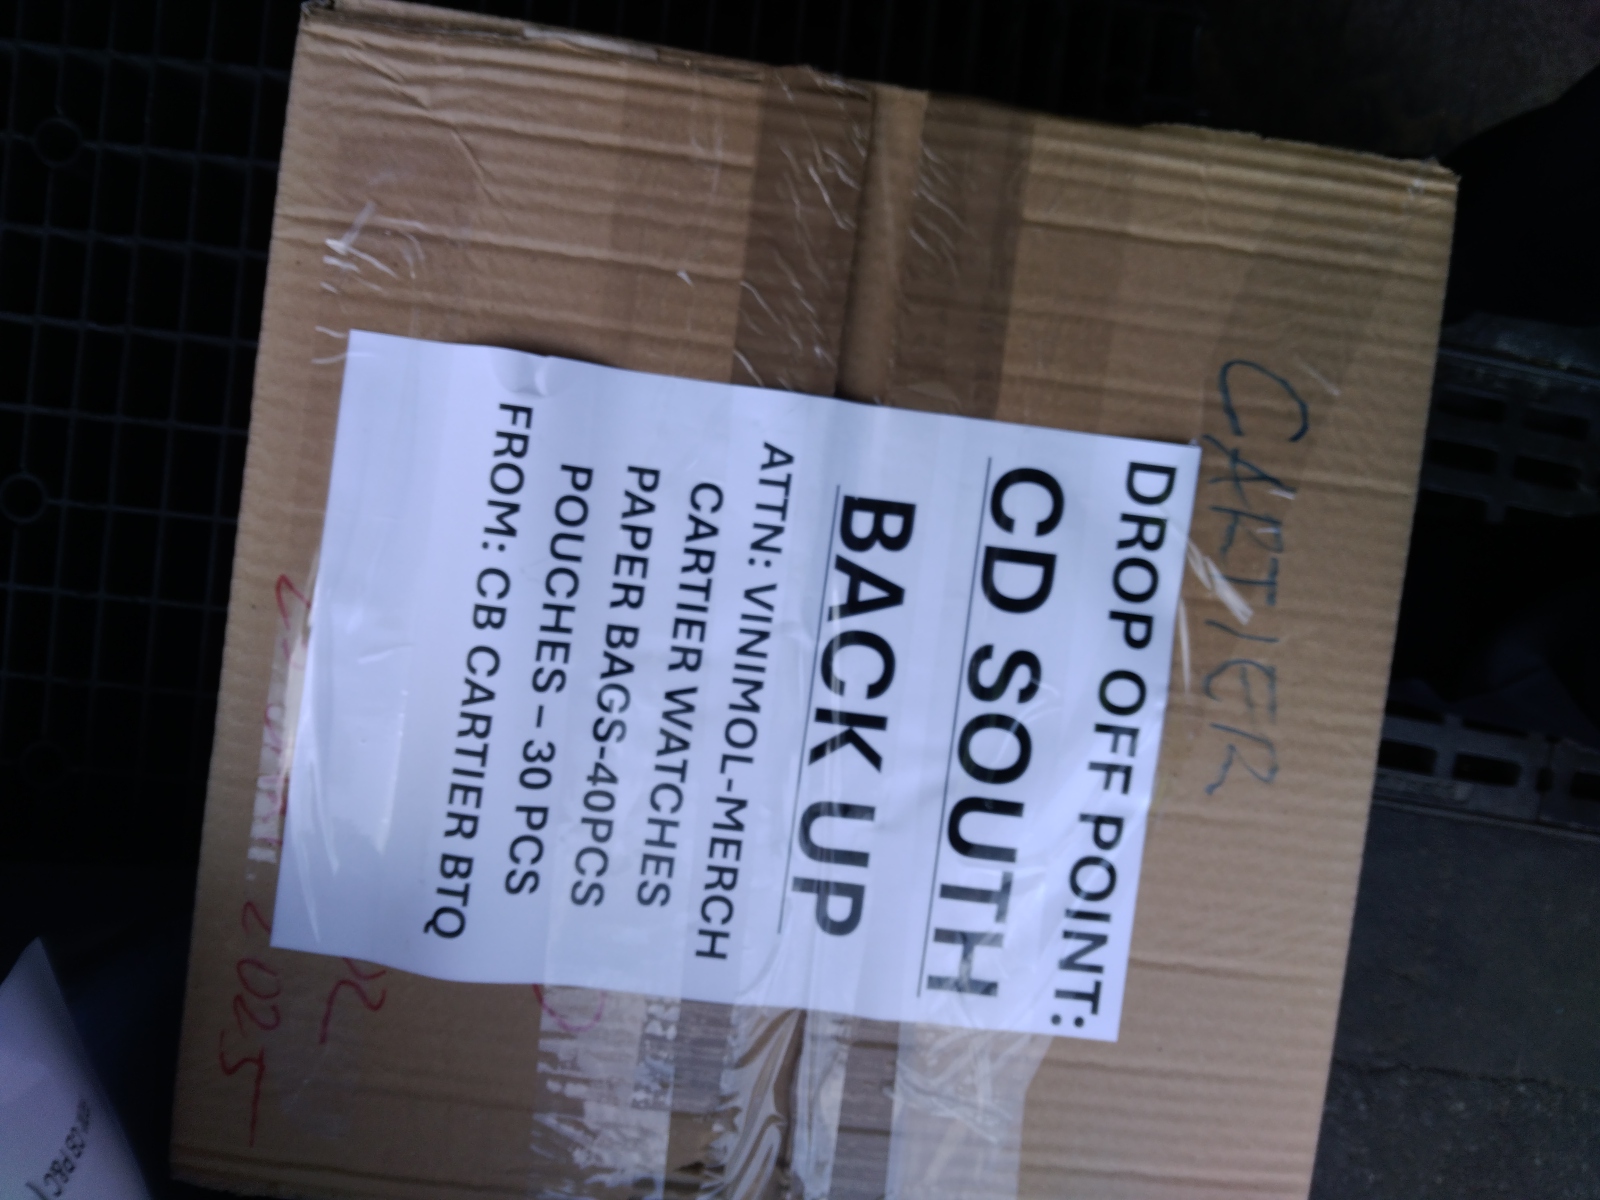 CARTIER
DROP OFF POINT:
CD SOUTH
BACK UP
ATTN: VINIMOL-MERCH
CARTIER WATCHES
PAPER BAGS-40PCS
POUCHES – 30 PCS
FROM: CB CARTIER BTQ
2025